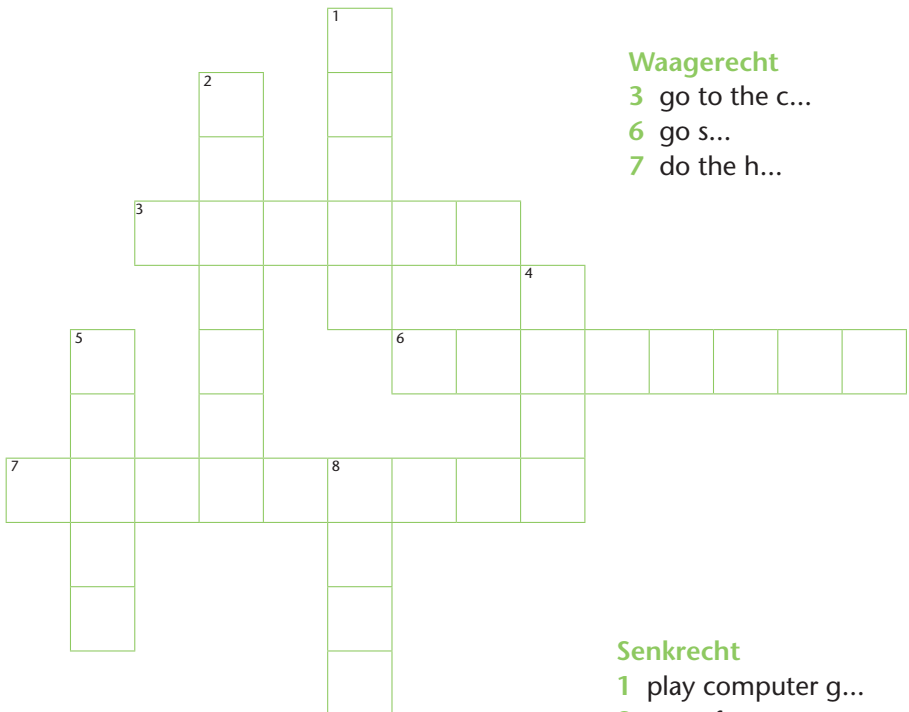 1
2
Waagerecht
3 go to the c...
6 go s...
7 do the h...
3
4
5
6
7
8
Senkrecht
1 play computer g...